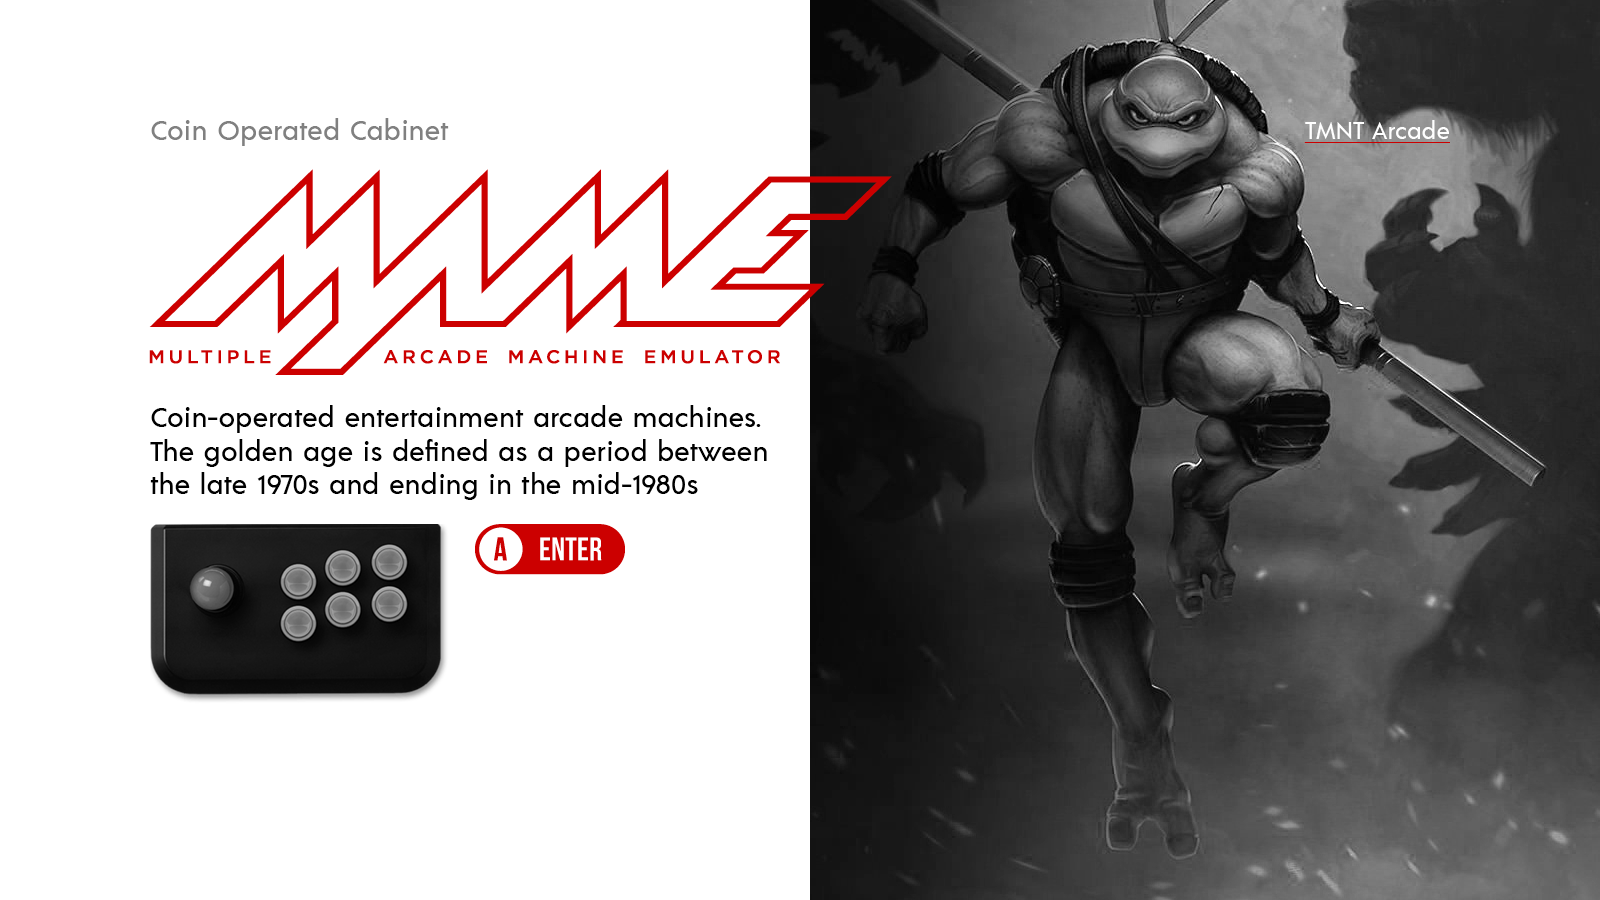 Coin Operated Cabinet
TMNT Arcade
MAME
MULTIPLE ARCADE MACHINE EMULATOR
Coin-operated entertainment arcade machines.
The golden age is defined as a period between
the late 1970s and ending in the mid-1980s
A ENTER